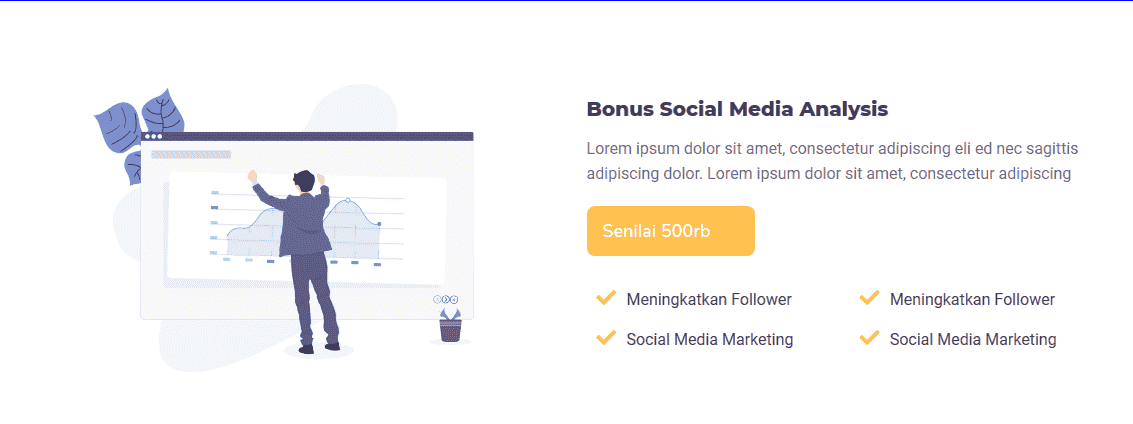 Bonus Social Media Analysis
Lorem ipsum dolor sit amet, consectetur adipiscing eli ed nec sagittis
adipiscing dolor. Lorem ipsum dolor sit amet, consectetur adipiscing
Senilai 500rb
Meningkatkan Follower
Meningkatkan Follower
Social Media Marketing
Social Media Marketing